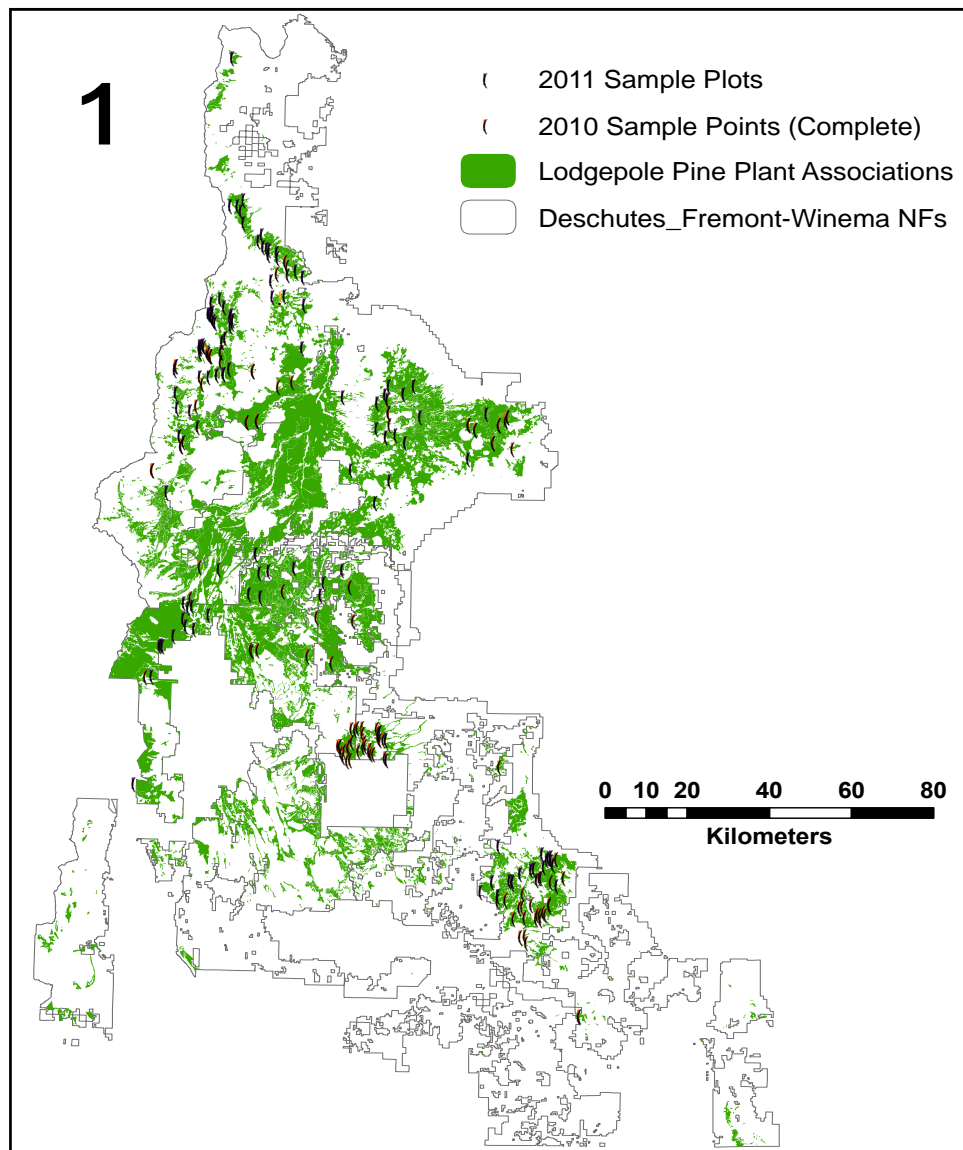 1
2011 Sample Plots
2010 Sample Points (Complete)
Lodgepole Pine Plant Associations
Deschutes_Fremont-Winema NFs
0 10 20 40 60 80
Kilometers